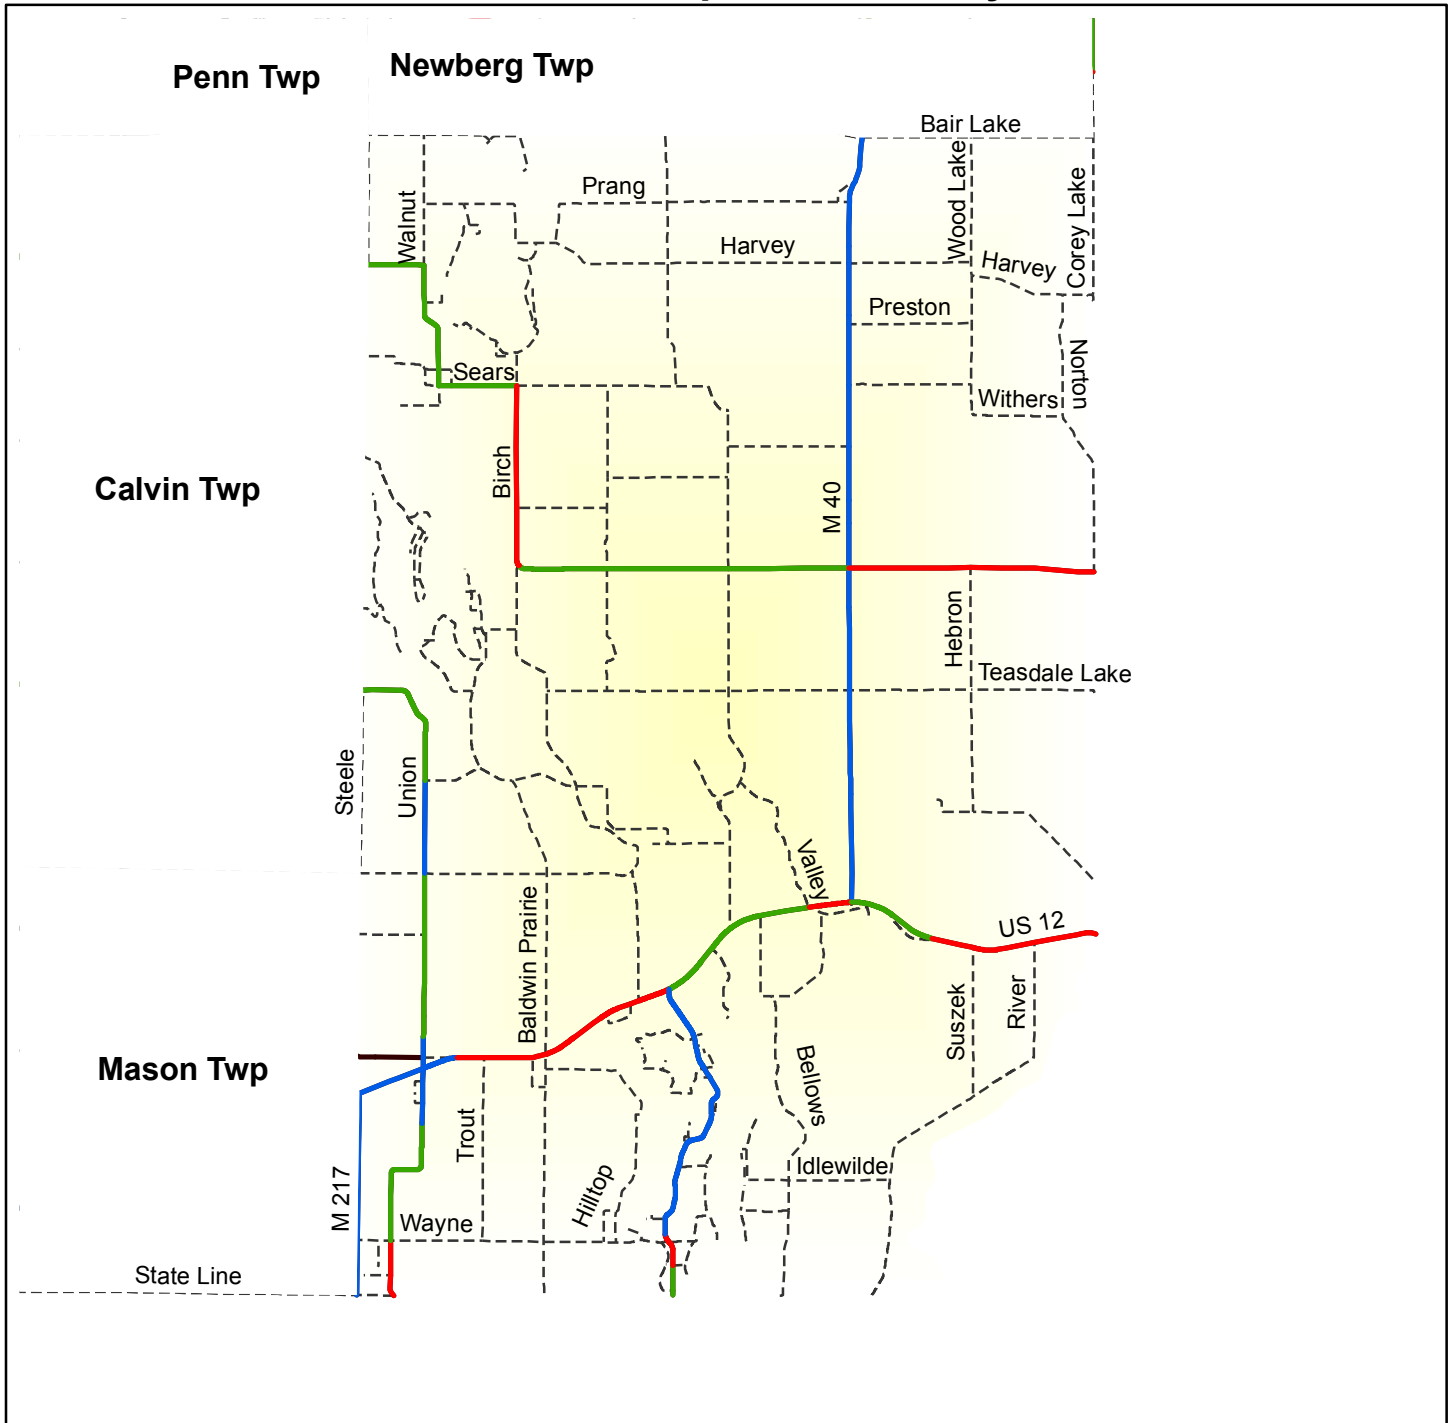 Penn Twp
Newberg Twp
Bair Lake
Prang
Walnut
Wood Lake
Corey Lake
Harvey
Harvey
Preston
Norton
Sears
Withers
Birch
M 40
Calvin Twp
Hebron
Teasdale Lake
Steele
Union
Valley
Baldwin Prairie
US 12
Suszek
River
Mason Twp
Bellows
Trout
Idlewilde
Hilltop
M 217
Wayne
State Line